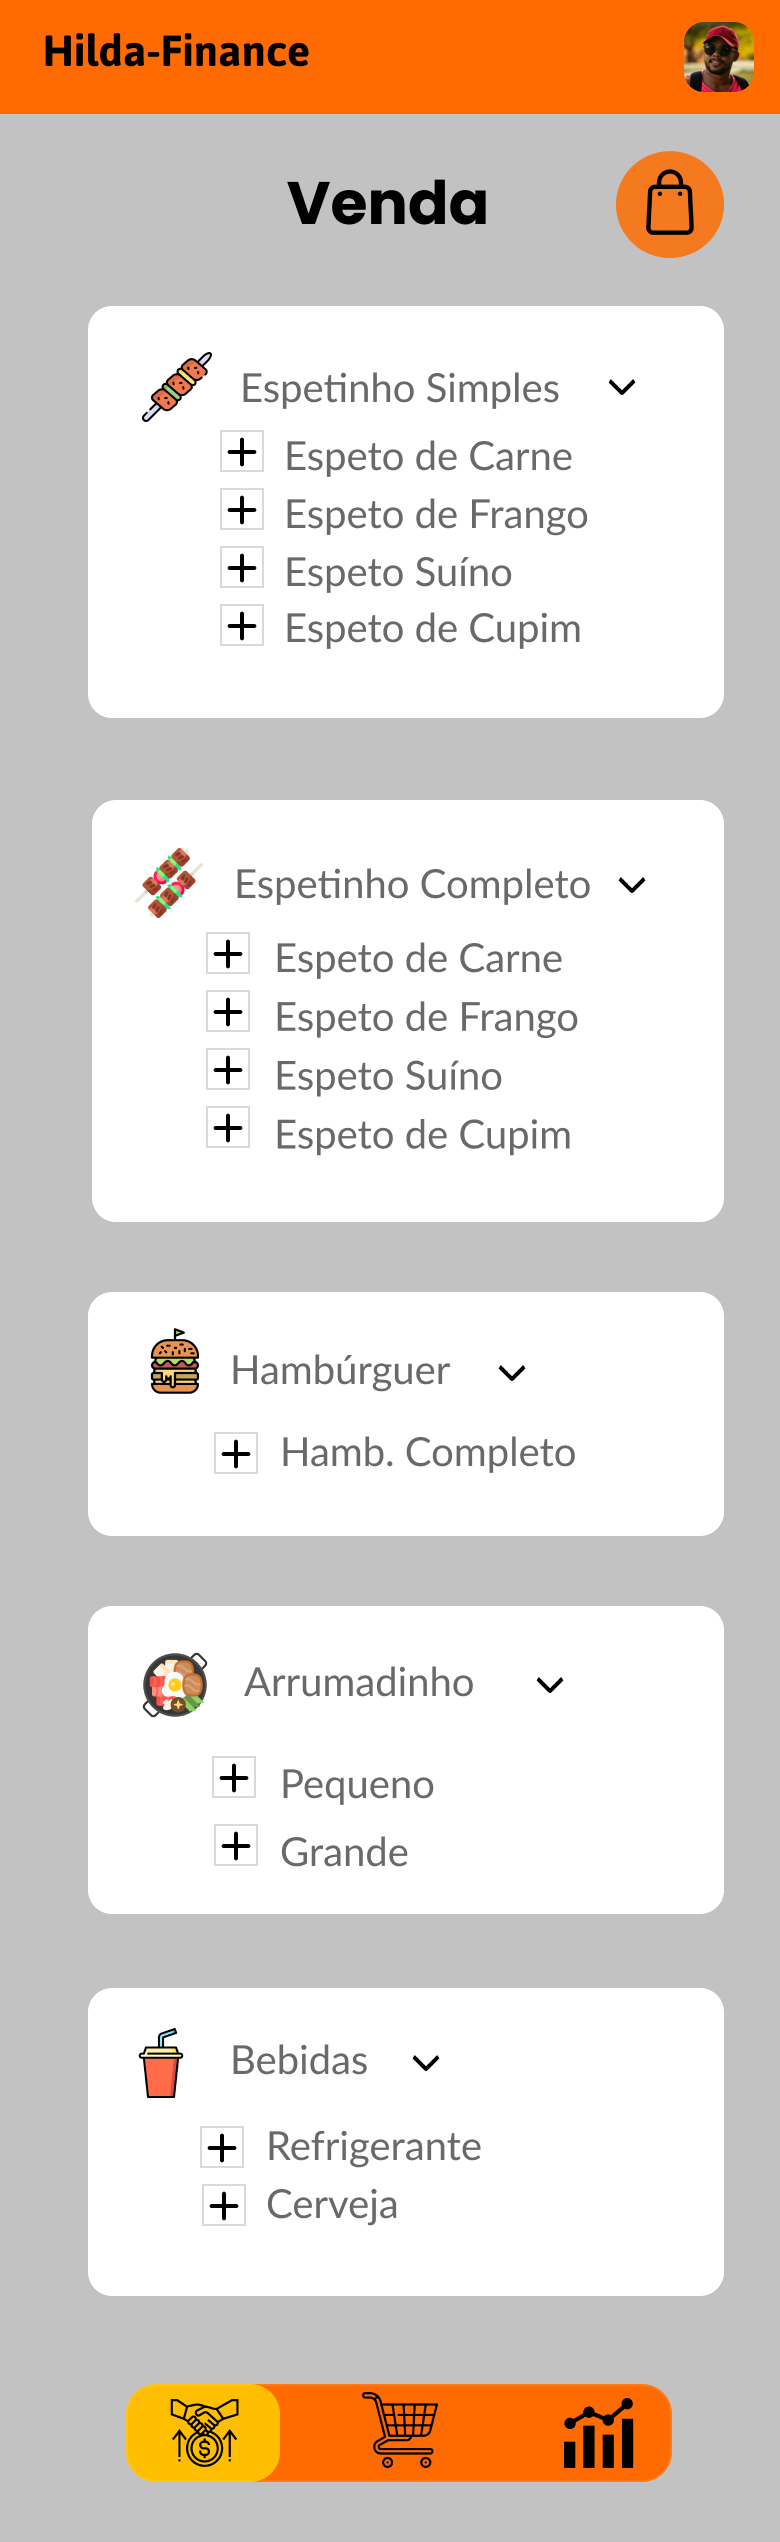 Hilda-Finance
Venda
Espetinho Simples
Espeto de Carne
Espeto de Frango
Espeto Suíno
Espeto de Cupim
Espetinho Completo
Espeto de Carne
Espeto de Frango
Espeto Suíno
Espeto de Cupim
Hambúrguer
Hamb. Completo
Arrumadinho
Pequeno
Grande
Bebidas
Refrigerante
Cerveja